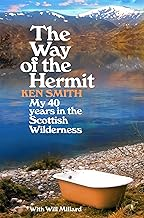 The Way
of the
Hermit
KEN SMITH
My 40
years in the
Scottish
Wilderness
With Will Millard